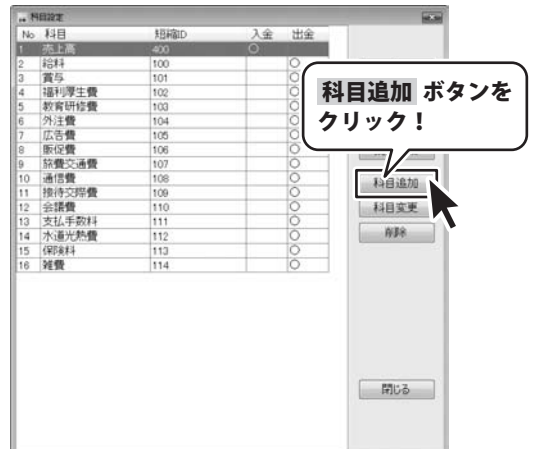 科目設定
No 科目 短縮ID 入金 出金
1 売上高 400 ○
2 給料 100 ○
3 賞与 101 ○
4 福利厚生費 102 ○
5 教育研修費 103 ○
6 外注費 104 ○
7 広告費 105 ○
8 販促費 106 ○
9 旅費交通費 107 ○
10 通信費 108 ○
11 接待交際費 109 ○
12 会議費 110 ○
13 支払手数料 111 ○
14 水道光熱費 112 ○
15 保険料 113 ○
16 雑費 114 ○
科目追加 ボタンを
クリック！
科目追加
科目変更
削除
閉じる